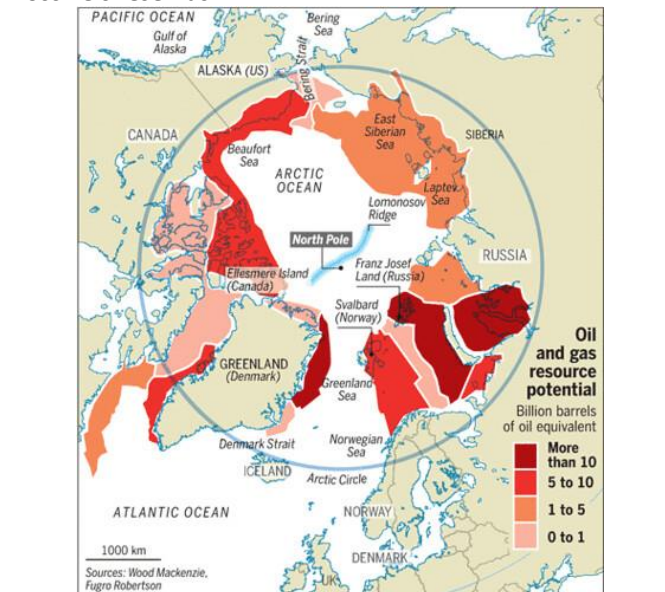 PACIFIC OCEAN
Bering
Sea
Gulf of
Alaska
Bering Strait
ALASKA (US)
CANADA
Beaufort
Sea
ARCTIC
OCEAN
East
Siberian
Sea
SIBERIA
Laptev
Sea
Lomonosov
Ridge
North Pole
RUSSIA
Franz Josef
Land (Russia)
Ellesmere Island
(Canada)
Svalbard
(Norway)
GREENLAND
(Denmark)
Greenland
Sea
Oil
and gas
resource
potential
Billion barrels
of oil equivalent
More
than 10
5 to 10
1 to 5
0 to 1
Denmark Strait
Norwegian
Sea
ICELAND
Arctic Circle
ATLANTIC OCEAN
NORWAY
1000 km
DENMARK
Sources: Wood Mackenzie,
Fugro Robertson
UK